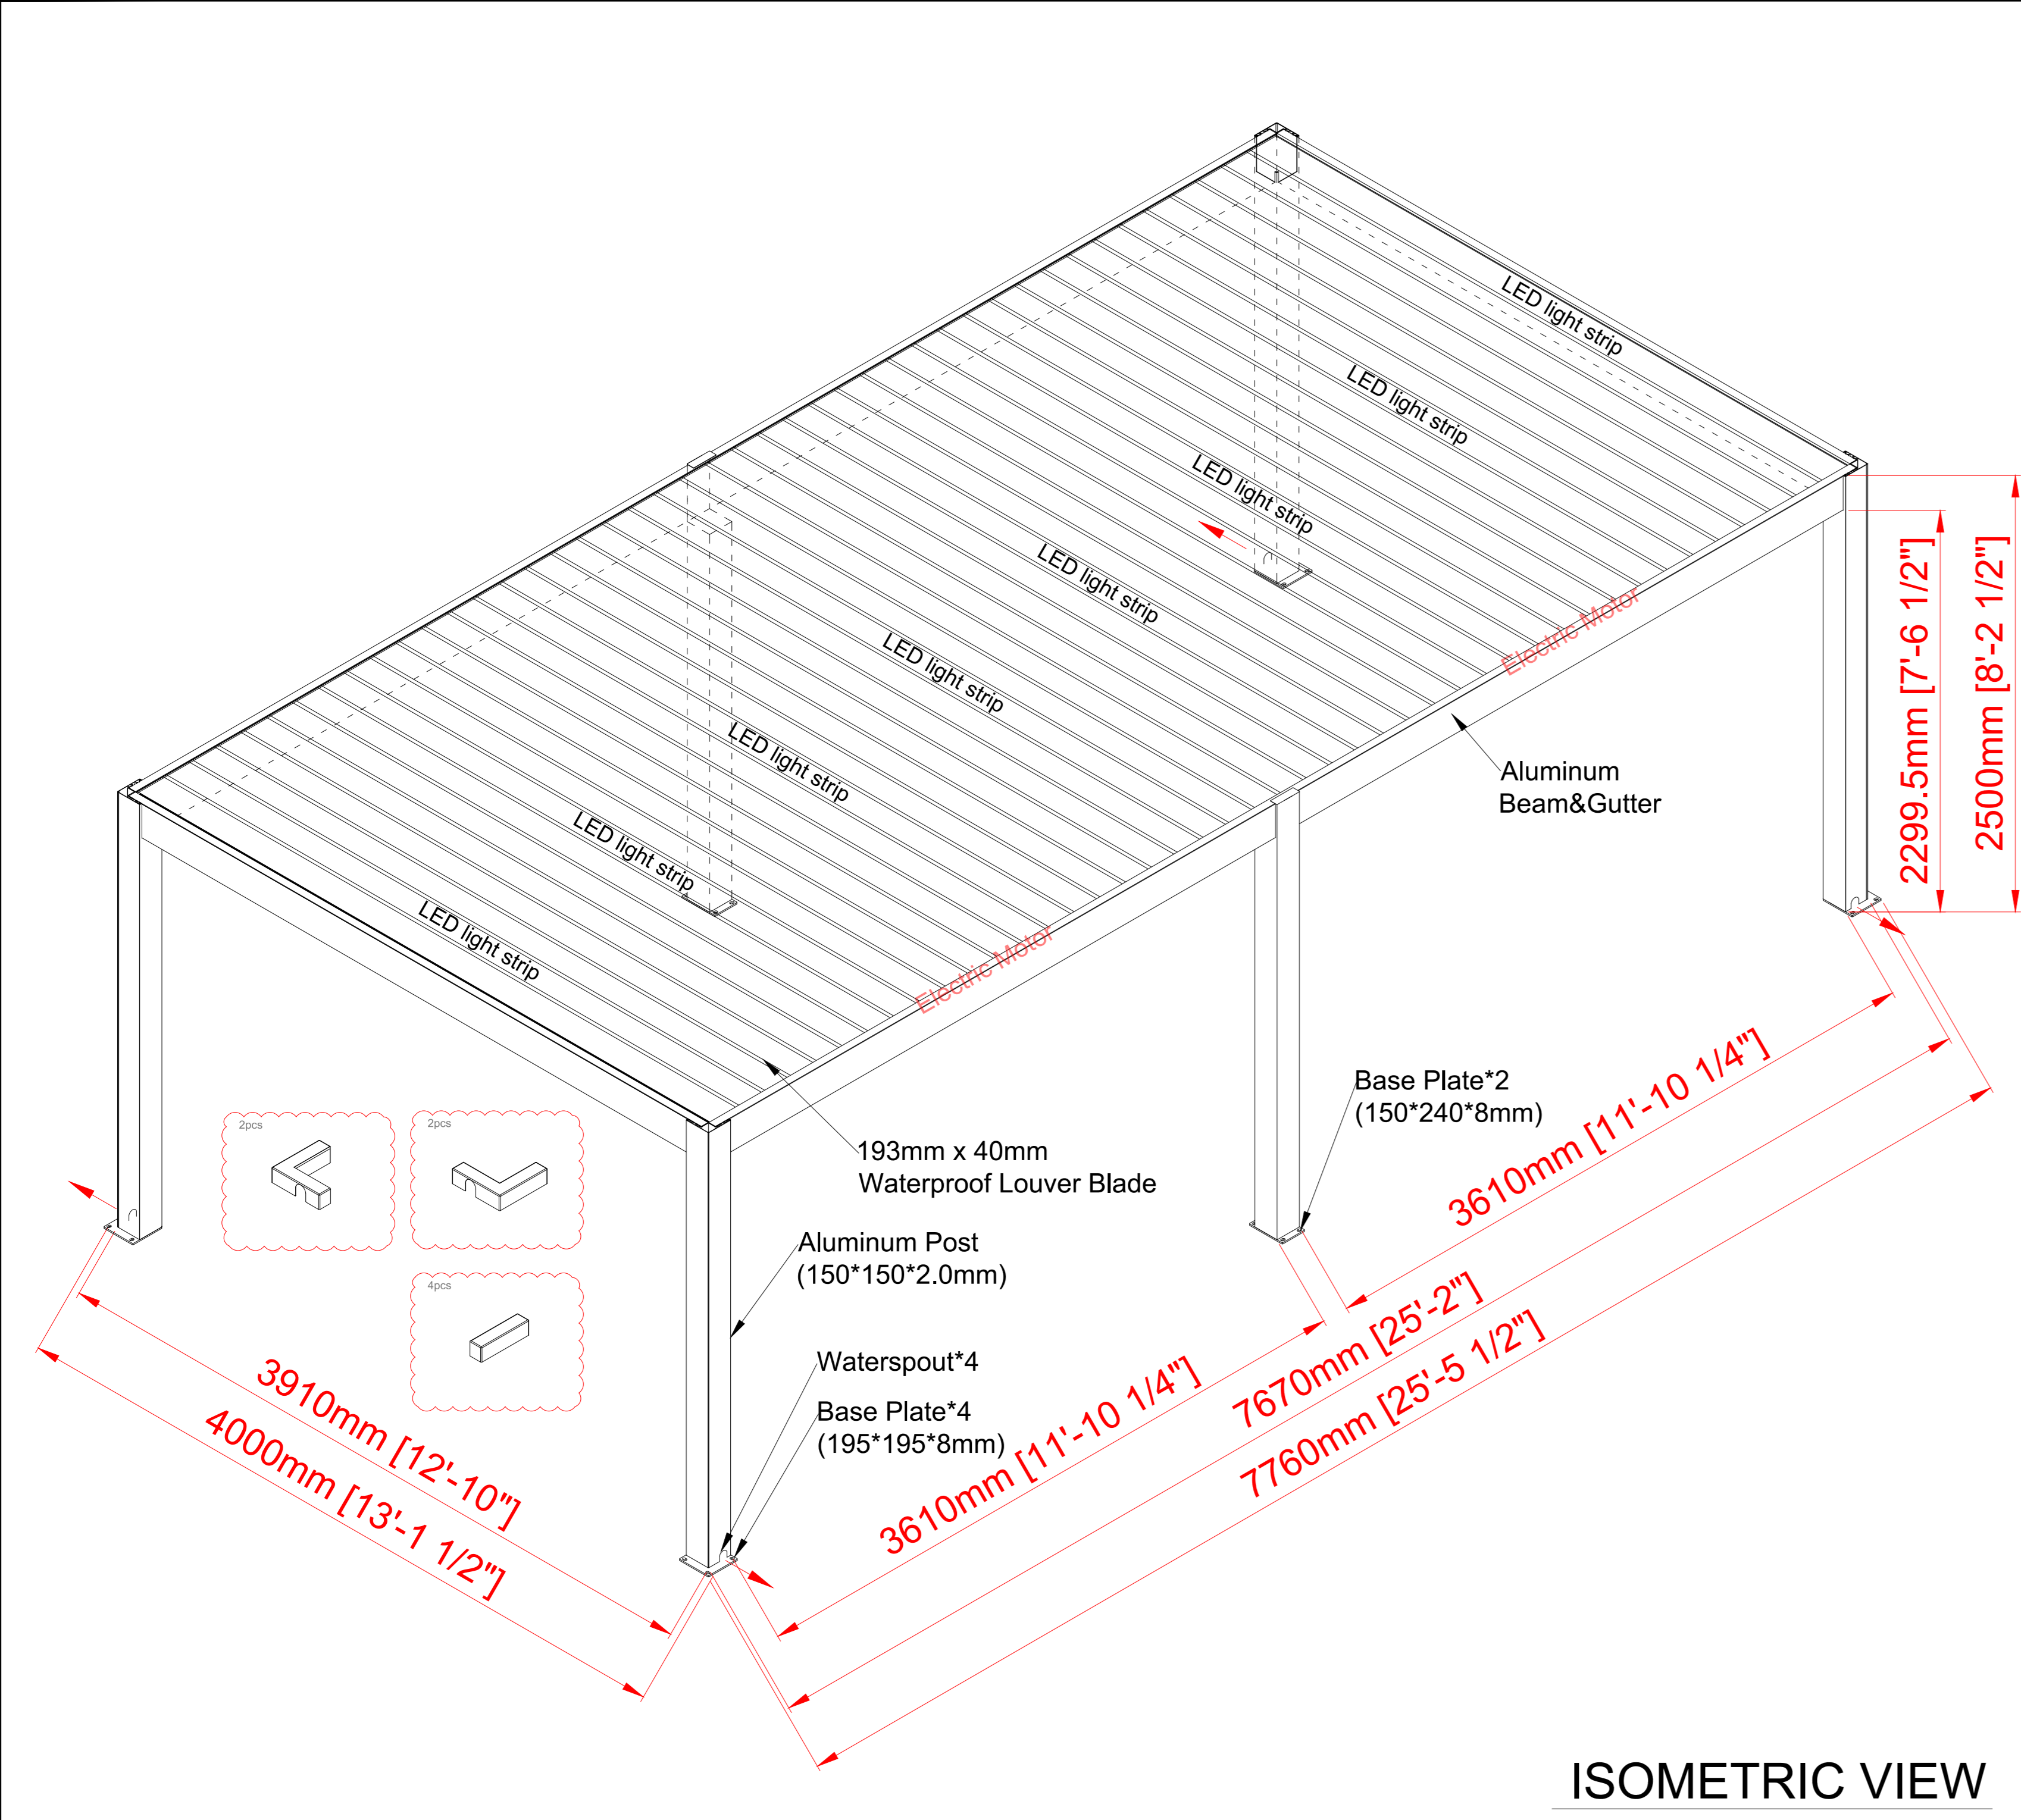 LED light strip
LED light strip
LED light strip
LED light strip
LED light strip
LED light strip
LED light strip
LED light strip
Electric Motor
Electric Motor
2299.5mm [7'-6 1/2"]
2500mm [8'-2 1/2"]
Aluminum
Beam&Gutter
Base Plate*2
(150*240*8mm)
193mm x 40mm
Waterproof Louver Blade
2pcs
2pcs
4pcs
Aluminum Post
(150*150*2.0mm)
Waterspout*4
Base Plate*4
(195*195*8mm)
3910mm [12'-10"]
4000mm [13'-1 1/2"]
3610mm [11'-10 1/4"]
3610mm [11'-10 1/4"]
7670mm [25'-2"]
7760mm [25'-5 1/2"]
ISOMETRIC VIEW